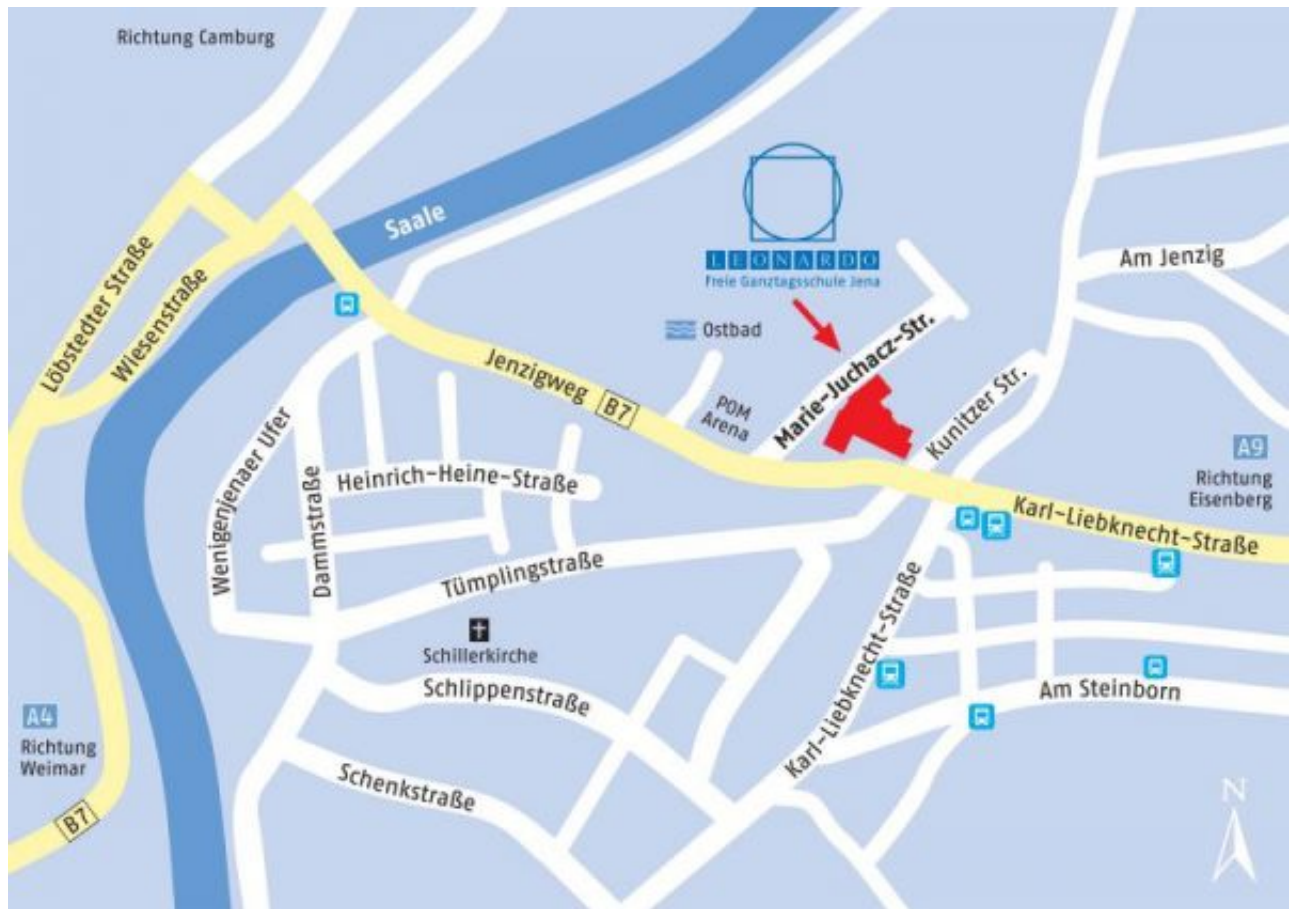 Richtung Camburg
Saale
LEONARDO
Freie Ganztagsschule Jena
Am Jenzig
Löbstedter Straße
Wiesenstraße
Ostbad
Marie-Juchacz-Str.
Jenzigweg
B7
POM
Arena
Kunitzer Str.
A9
Richtung
Eisenberg
Wenigenjenaer Ufer
Dammstraße
Heinrich-Heine-Straße
Karl-Liebknecht-Straße
Tümplingstraße
Schillerkirche
Schlippenstraße
Karl-Liebknecht-Straße
Am Steinborn
A4
Richtung
Weimar
Schenkstraße
B7
N